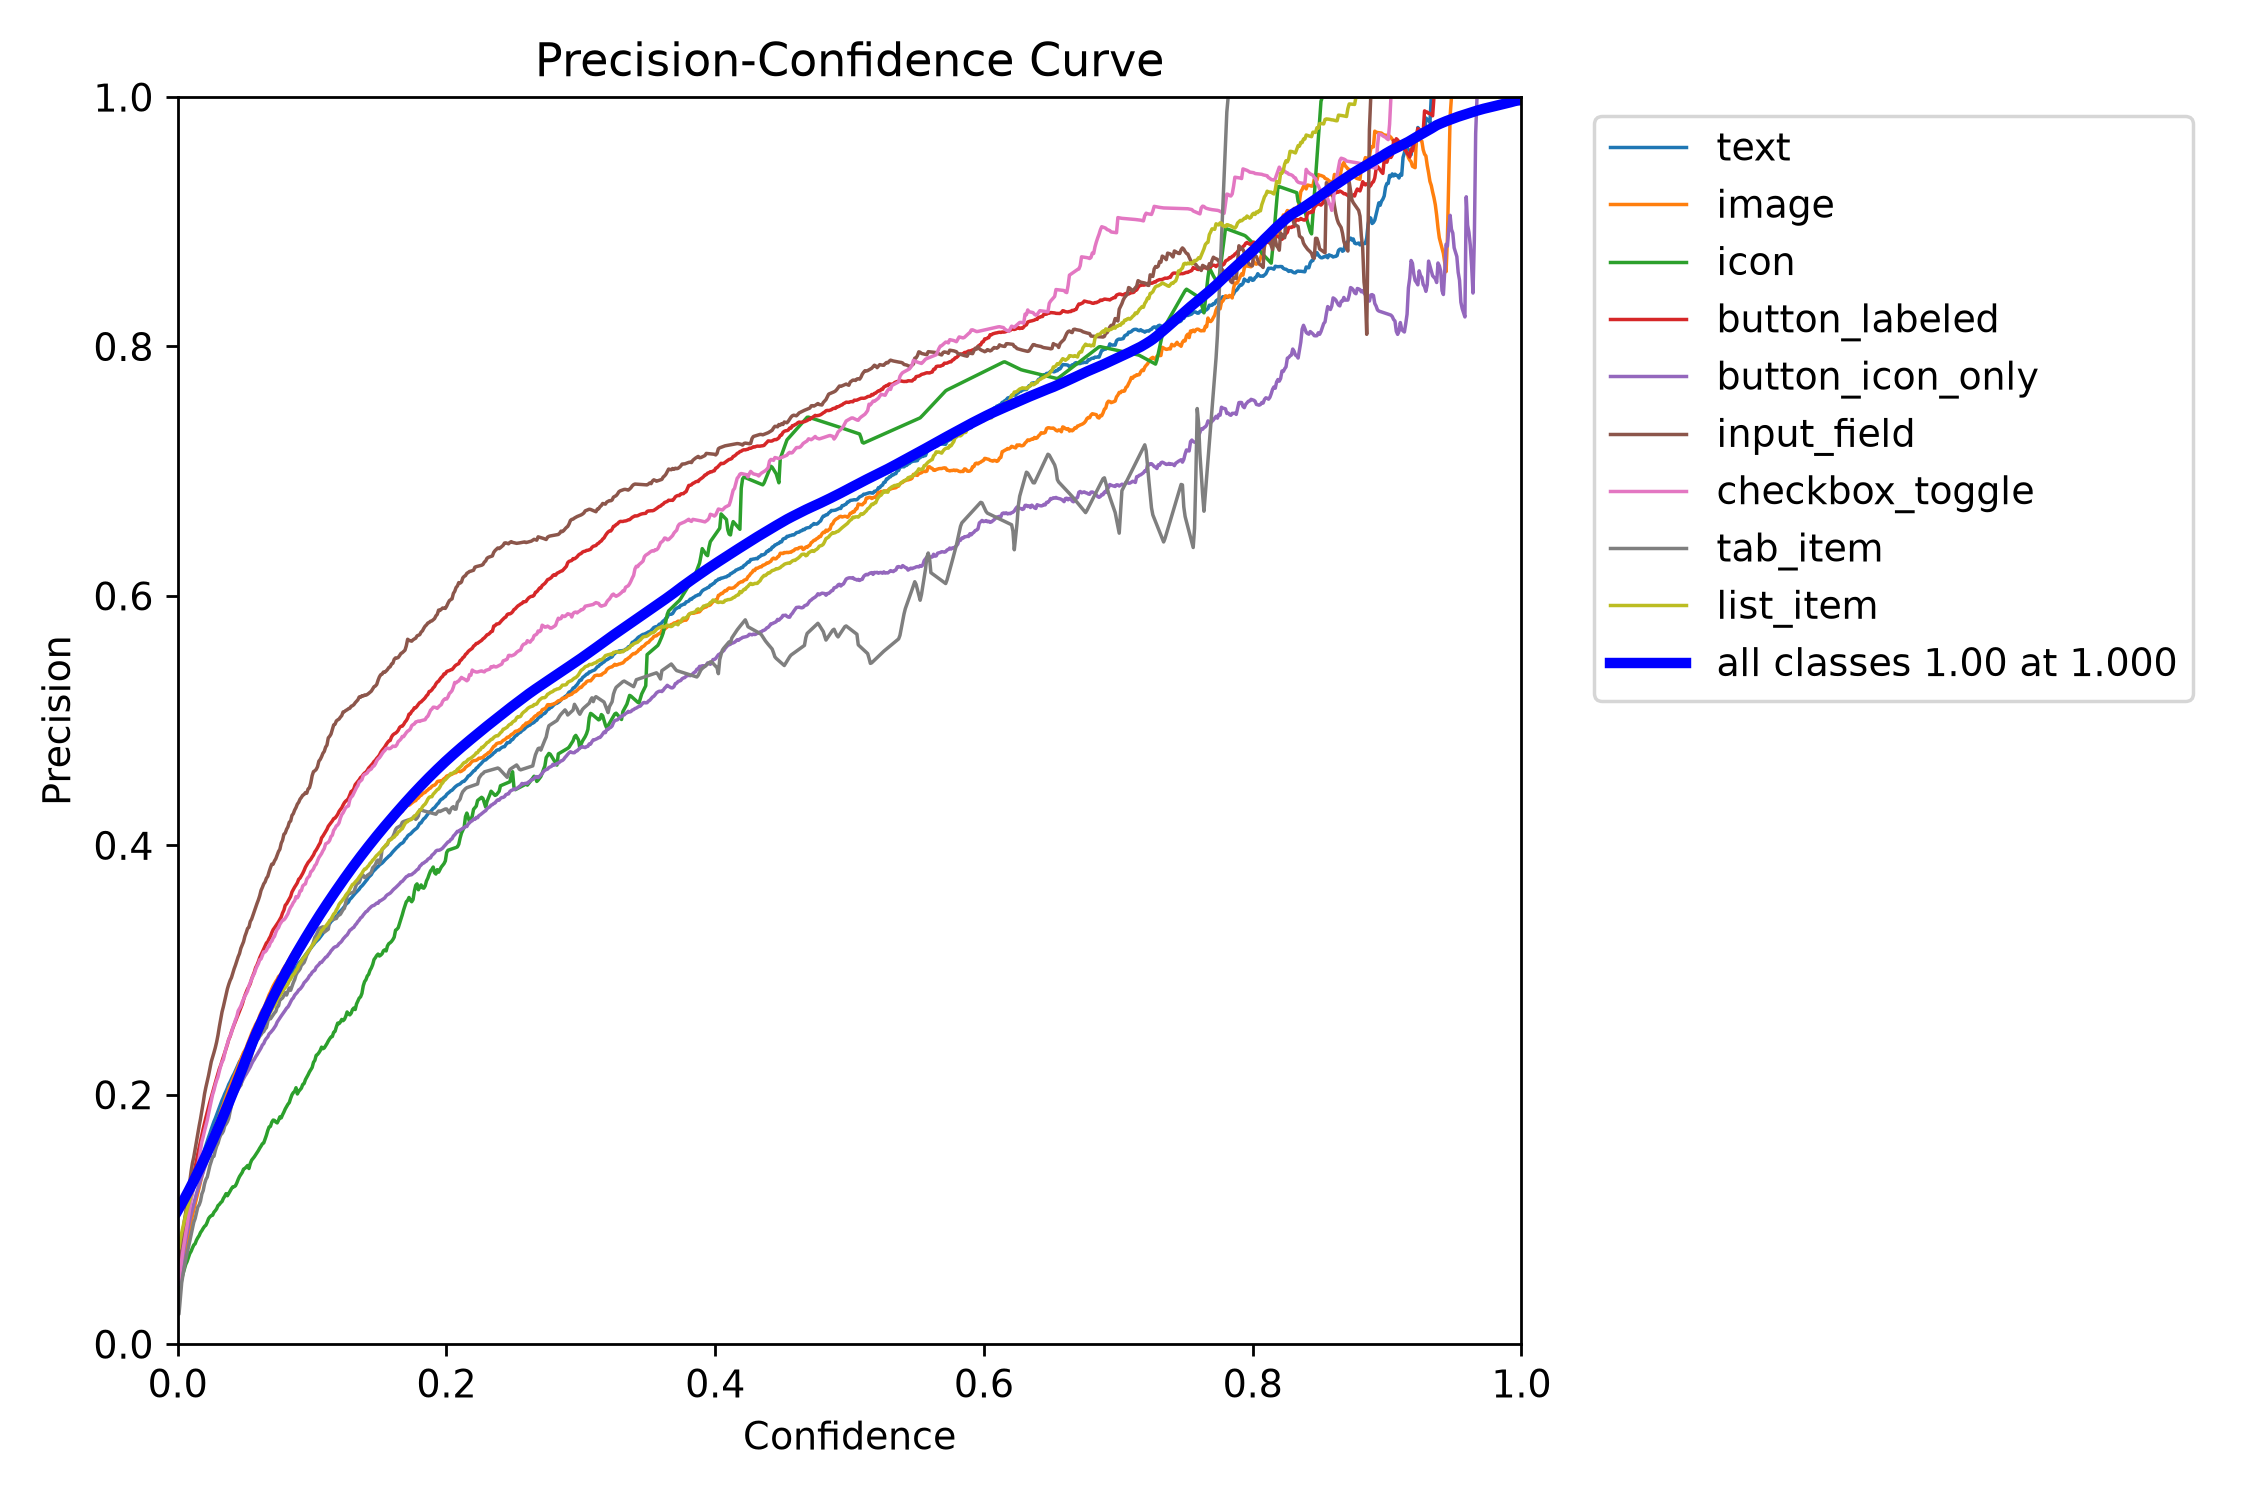 Precision-Confidence Curve
1.0
0.8
0.6
0.4
0.2
0.0
Precision
0.0 0.2 0.4 0.6 0.8 1.0
Confidence
text
image
icon
button_labeled
button_icon_only
input_field
checkbox_toggle
tab_item
list_item
all classes 1.00 at 1.000